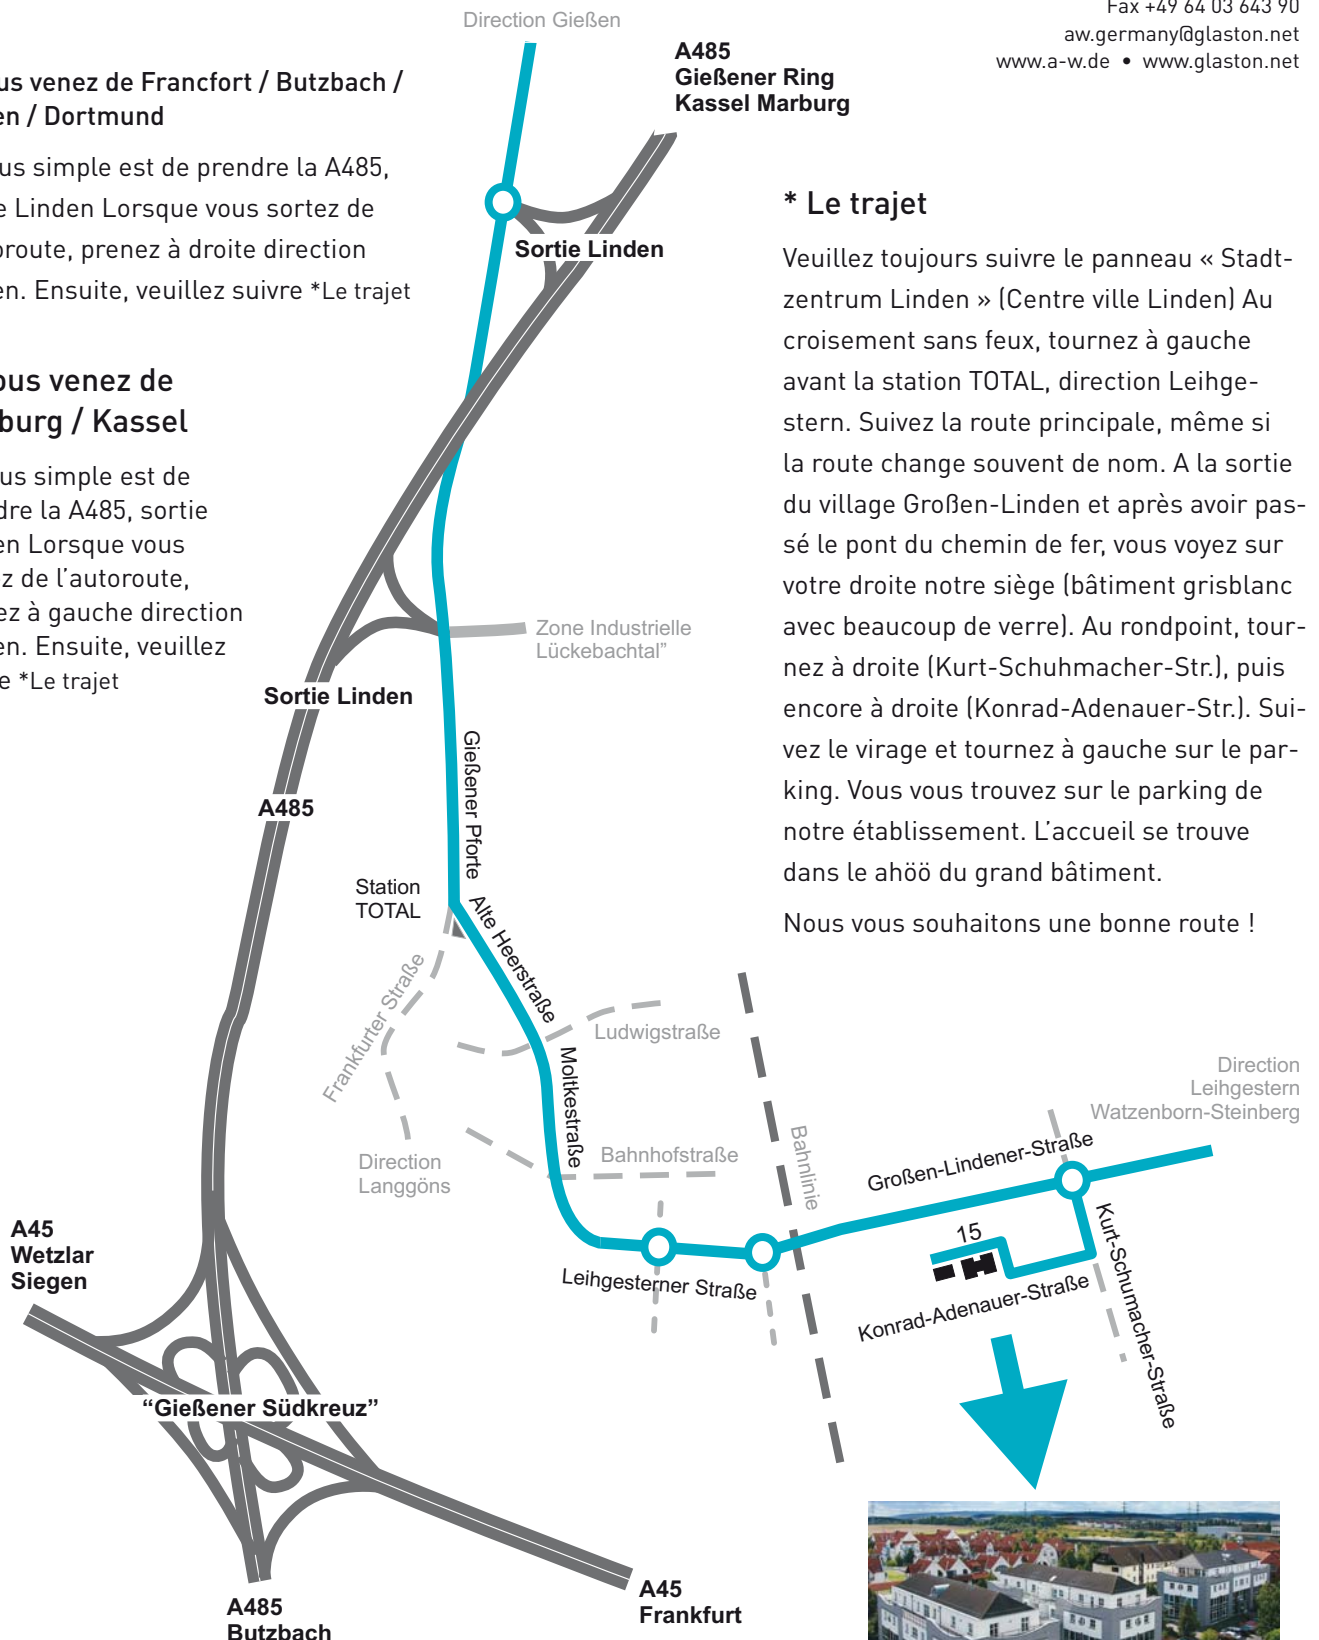 Fax +49 64 03 643 90
aw.germany@glaston.net
www.a-w.de • www.glaston.net
us venez de Francfort / Butzbach /
en / Dortmund
us simple est de prendre la A485,
e Linden Lorsque vous sortez de
oroute, prenez à droite direction
en. Ensuite, veuillez suivre *Le trajet
ous venez de
burg / Kassel
us simple est de
dre la A485, sortie
en Lorsque vous
z de l’autoroute,
ez à gauche direction
en. Ensuite, veuillez
e *Le trajet
* Le trajet
Veuillez toujours suivre le panneau « Stadt-
zentrum Linden » (Centre ville Linden) Au
croisement sans feux, tournez à gauche
avant la station TOTAL, direction Leihge-
stern. Suivez la route principale, même si
la route change souvent de nom. A la sortie
du village Großen-Linden et après avoir pas-
sé le pont du chemin de fer, vous voyez sur
votre droite notre siège (bâtiment grisblanc
avec beaucoup de verre). Au rondpoint, tour-
nez à droite (Kurt-Schuhmacher-Str.), puis
encore à droite (Konrad-Adenauer-Str.). Sui-
vez le virage et tournez à gauche sur le par-
king. Vous vous trouvez sur le parking de
notre établissement. L’accueil se trouve
dans le ahöö du grand bâtiment.
Nous vous souhaitons une bonne route !
Direction Gießen
A485
Gießener Ring
Kassel Marburg
Sortie Linden
Zone Industrielle
Lückebachtal”
Sortie Linden
A485
Gießener Pforte
Station
TOTAL
Alte Heerstraße
Frankfurter Straße
Ludwigstraße
Moltkestraße
Direction
Langgöns
Bahnhofstraße
Bahnlinie
Direction
Leihgestern
Watzenborn-Steinberg
Großen-Lindener-Straße
15
Kurt-Schumacher-Straße
Leihgesterner Straße
Konrad-Adenauer-Straße
A45
Wetzlar
Siegen
“Gießener Südkreuz”
A45
Frankfurt
A485
Butzbach